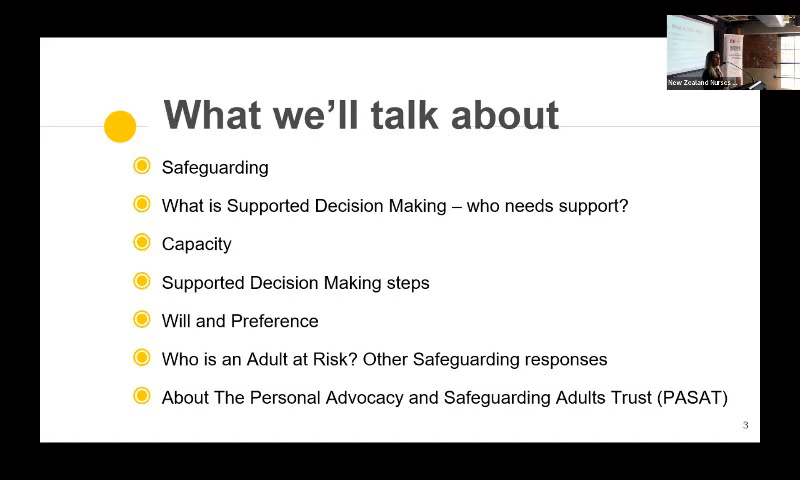 What we’ll talk about
Safeguarding
What is Supported Decision Making – who needs support?
Capacity
Supported Decision Making steps
Will and Preference
Who is an Adult at Risk? Other Safeguarding responses
About The Personal Advocacy and Safeguarding Adults Trust (PASAT)
3
New Zealand Nurses ...